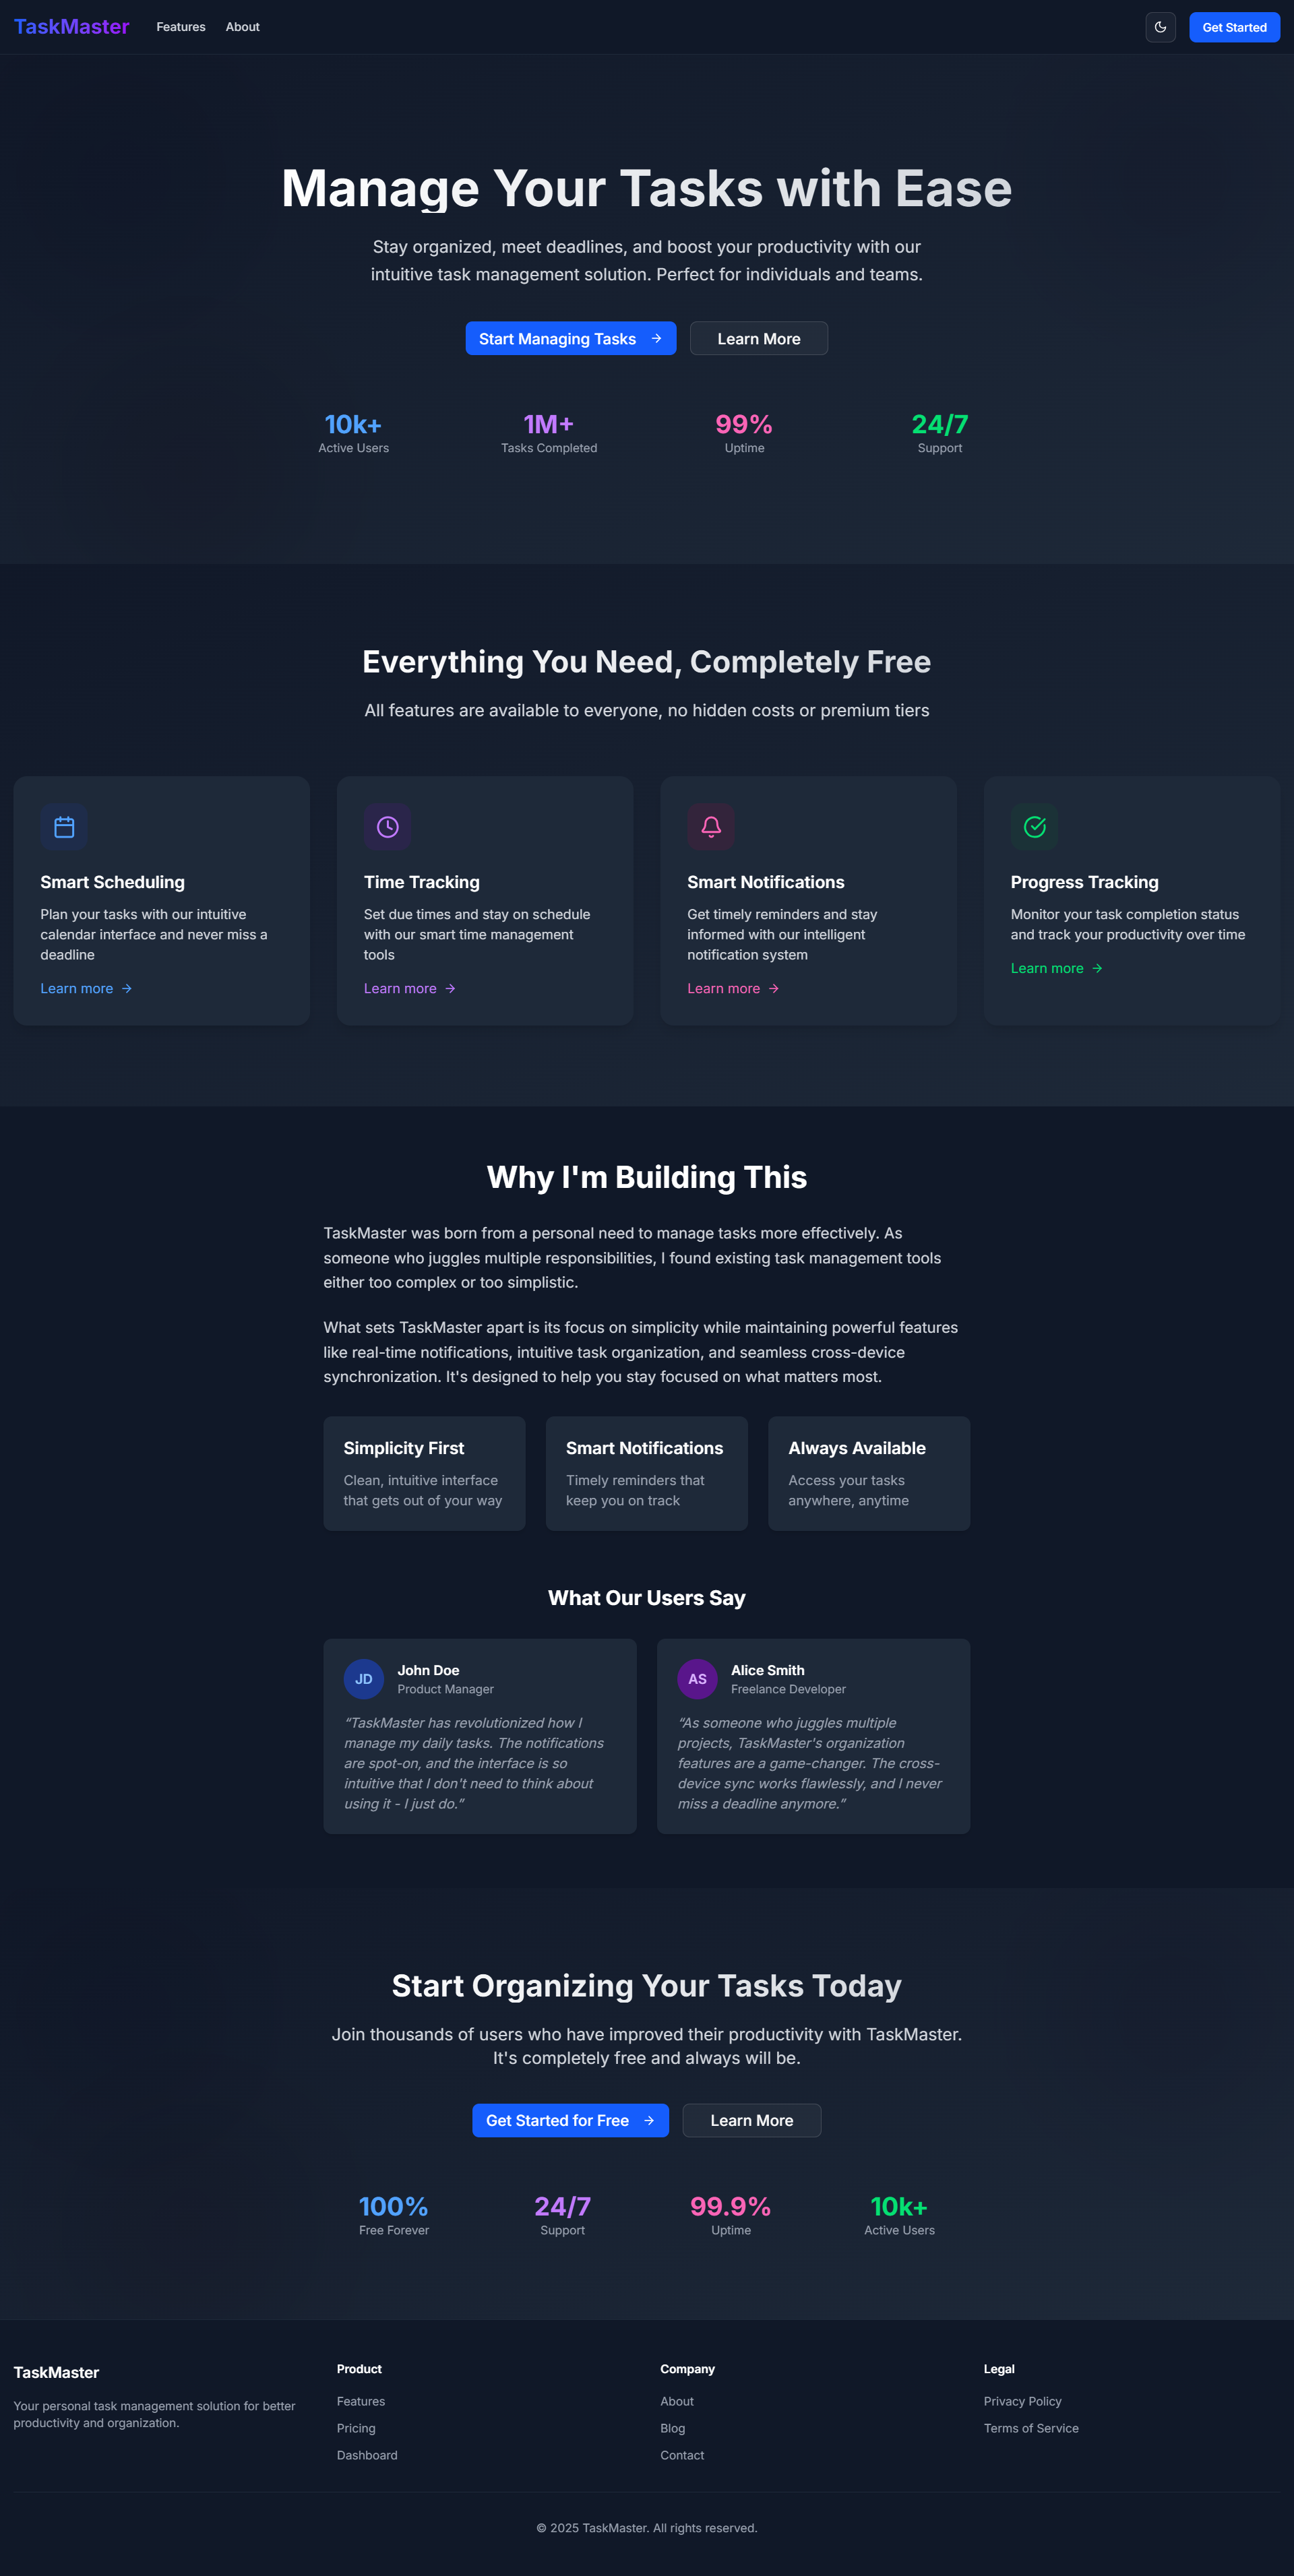 TaskMaster
Features
About
Get Started
Manage Your Tasks with Ease
Stay organized, meet deadlines, and boost your productivity with our
intuitive task management solution. Perfect for individuals and teams.
Start Managing Tasks →
Learn More
10k+
Active Users
1M+
Tasks Completed
99%
Uptime
24/7
Support
Everything You Need, Completely Free
All features are available to everyone, no hidden costs or premium tiers
Smart Scheduling
Plan your tasks with our intuitive
calendar interface and never miss a
deadline
Learn more →
Time Tracking
Set due times and stay on schedule
with our smart time management
tools
Learn more →
Smart Notifications
Get timely reminders and stay
informed with our intelligent
notification system
Learn more →
Progress Tracking
Monitor your task completion status
and track your productivity over time
Learn more →
Why I'm Building This
TaskMaster was born from a personal need to manage tasks more effectively. As
someone who juggles multiple responsibilities, I found existing task management tools
either too complex or too simplistic.
What sets TaskMaster apart is its focus on simplicity while maintaining powerful features
like real-time notifications, intuitive task organization, and seamless cross-device
synchronization. It's designed to help you stay focused on what matters most.
Simplicity First
Clean, intuitive interface
that gets out of your way
Smart Notifications
Timely reminders that
keep you on track
Always Available
Access your tasks
anywhere, anytime
What Our Users Say
JD
John Doe
Product Manager
“TaskMaster has revolutionized how I
manage my daily tasks. The notifications
are spot-on, and the interface is so
intuitive that I don't need to think about
using it - I just do.”
AS
Alice Smith
Freelance Developer
“As someone who juggles multiple
projects, TaskMaster's organization
features are a game-changer. The cross-
device sync works flawlessly, and I never
miss a deadline anymore.”
Start Organizing Your Tasks Today
Join thousands of users who have improved their productivity with TaskMaster.
It's completely free and always will be.
Get Started for Free →
Learn More
100%
Free Forever
24/7
Support
99.9%
Uptime
10k+
Active Users
TaskMaster
Your personal task management solution for better
productivity and organization.
Product
Features
Pricing
Dashboard
Company
About
Blog
Contact
Legal
Privacy Policy
Terms of Service
© 2025 TaskMaster. All rights reserved.